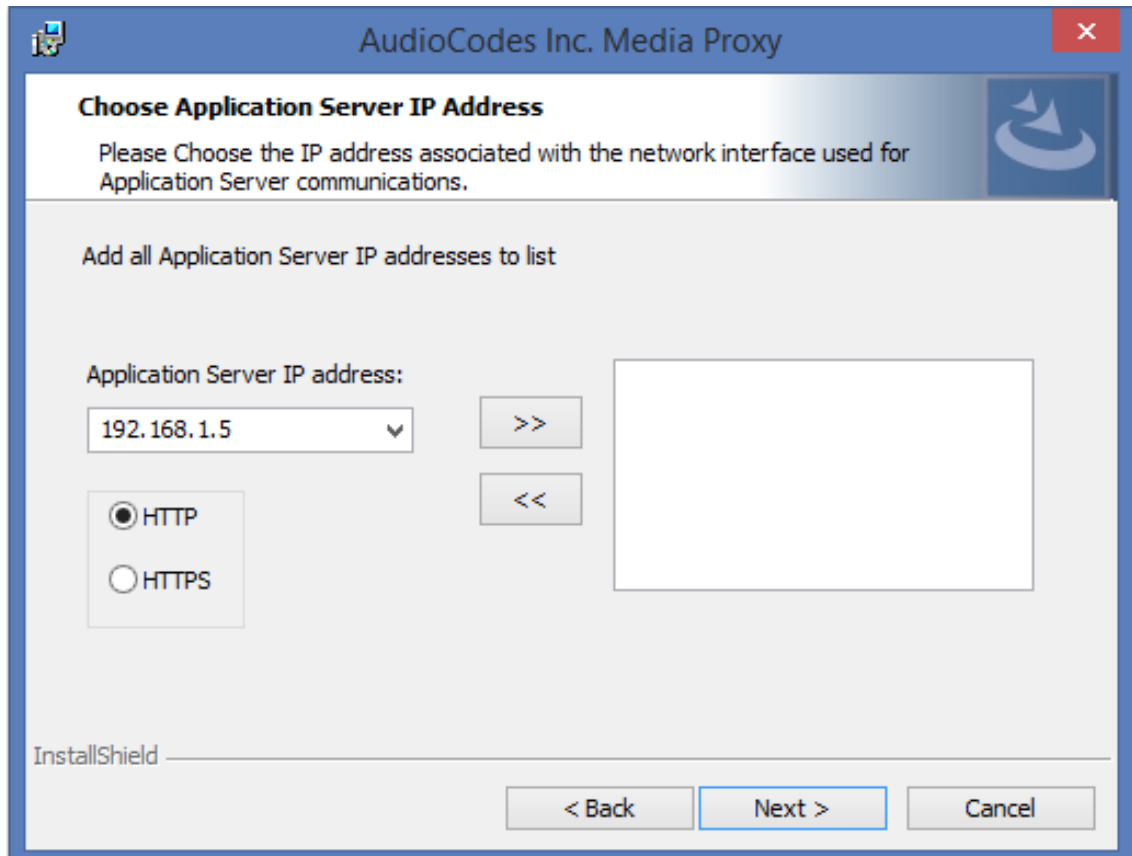 AudioCodes Inc. Media Proxy
Choose Application Server IP Address
Please Choose the IP address associated with the network interface used for
Application Server communications.
Add all Application Server IP addresses to list
Application Server IP address:
192.168.1.5
>>
<<
HTTP
HTTPS
InstallShield
< Back
Next >
Cancel